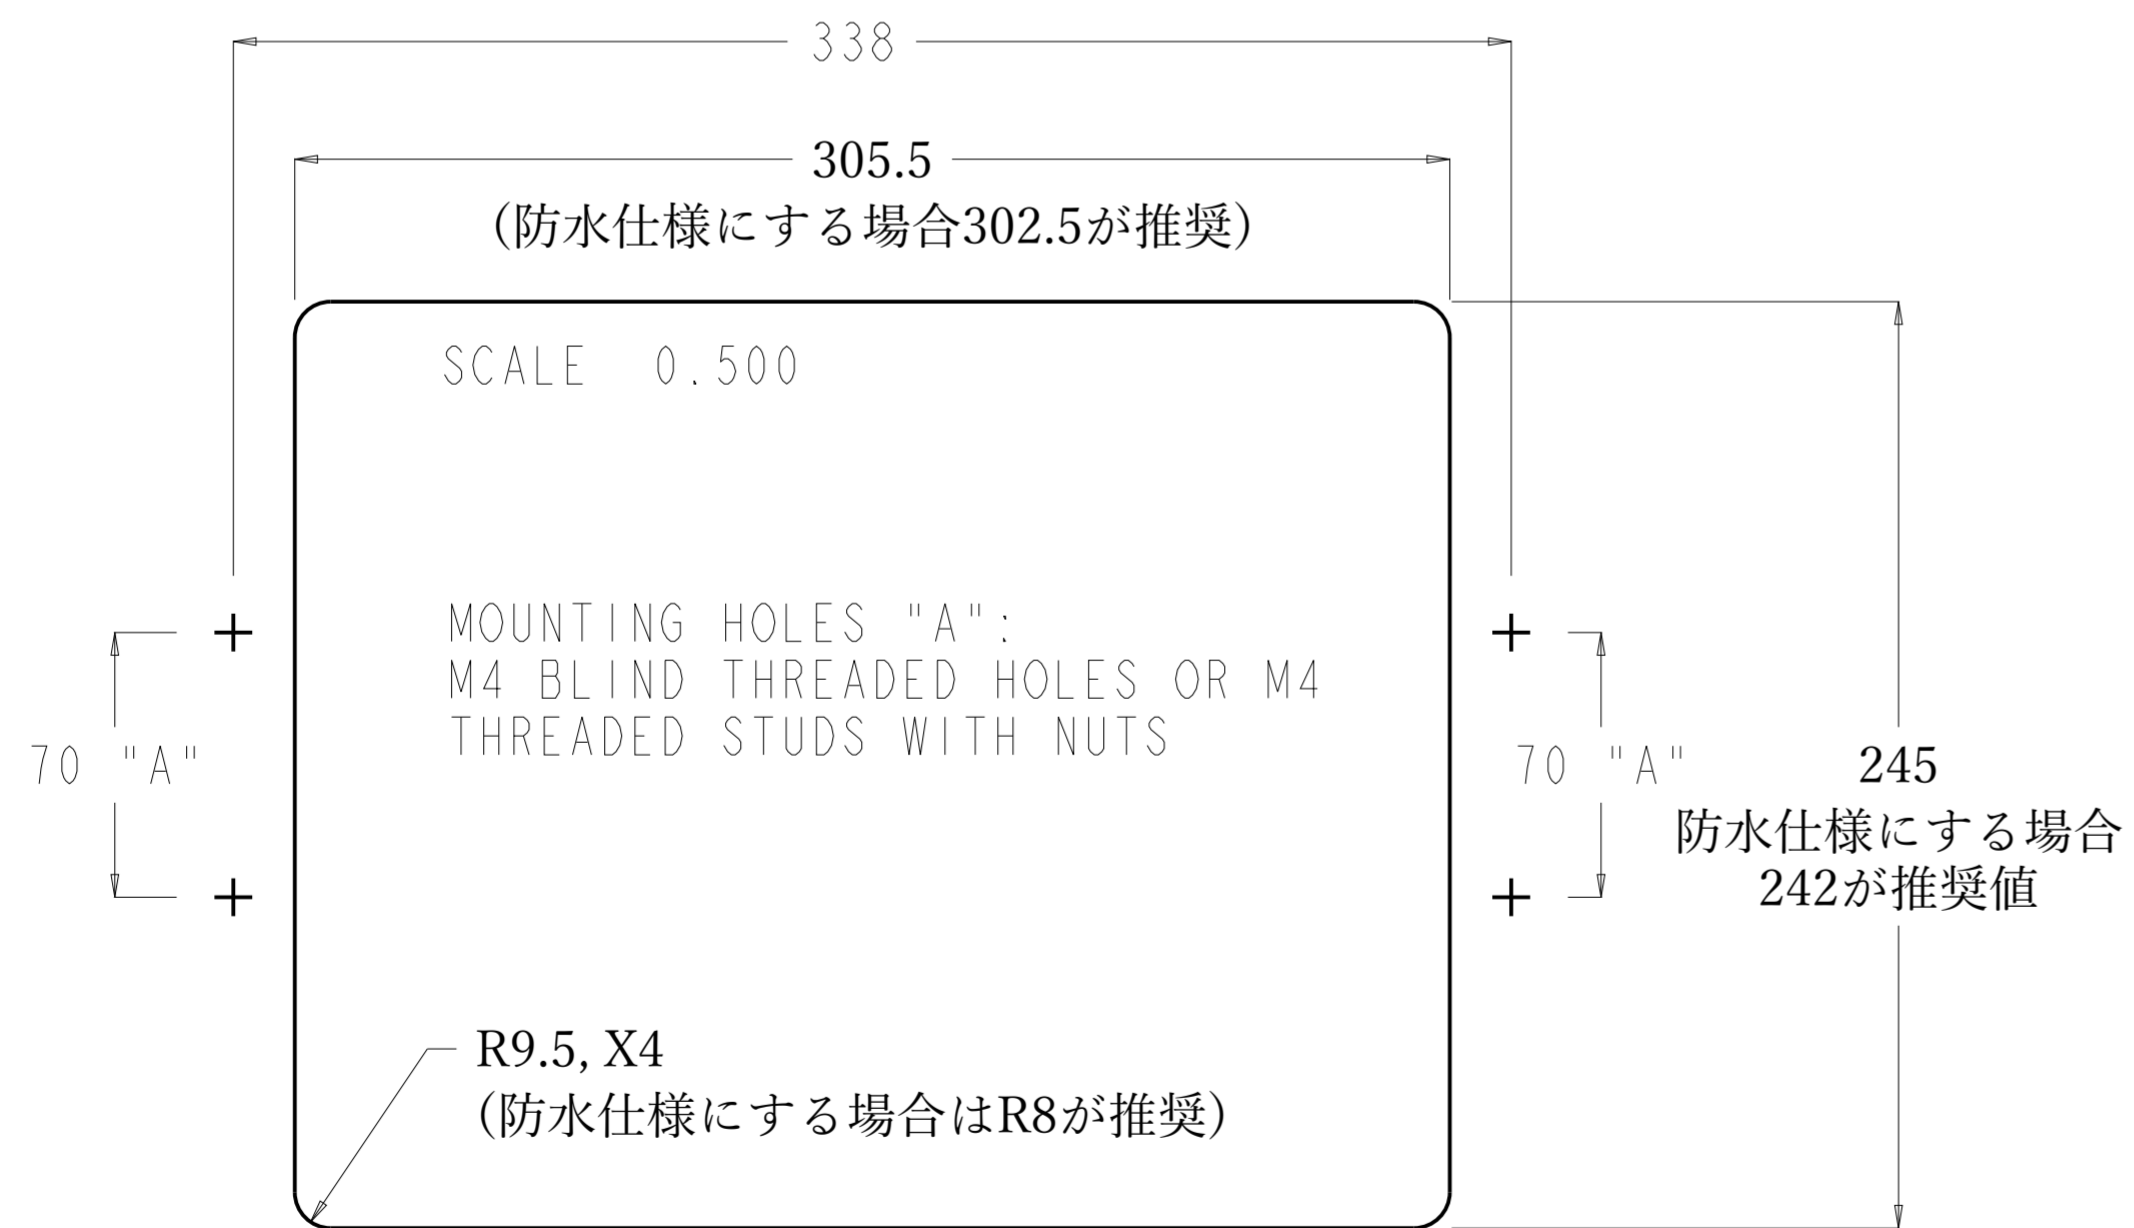 338
305.5
（防水仕様にする場合302.5が推奨）
SCALE 0.500
MOUNTING HOLES "A":
M4 BLIND THREADED HOLES OR M4
THREADED STUDS WITH NUTS
70 "A"
70 "A"
245
防水仕様にする場合
242が推奨値
R9.5, X4
（防水仕様にする場合はR8が推奨）